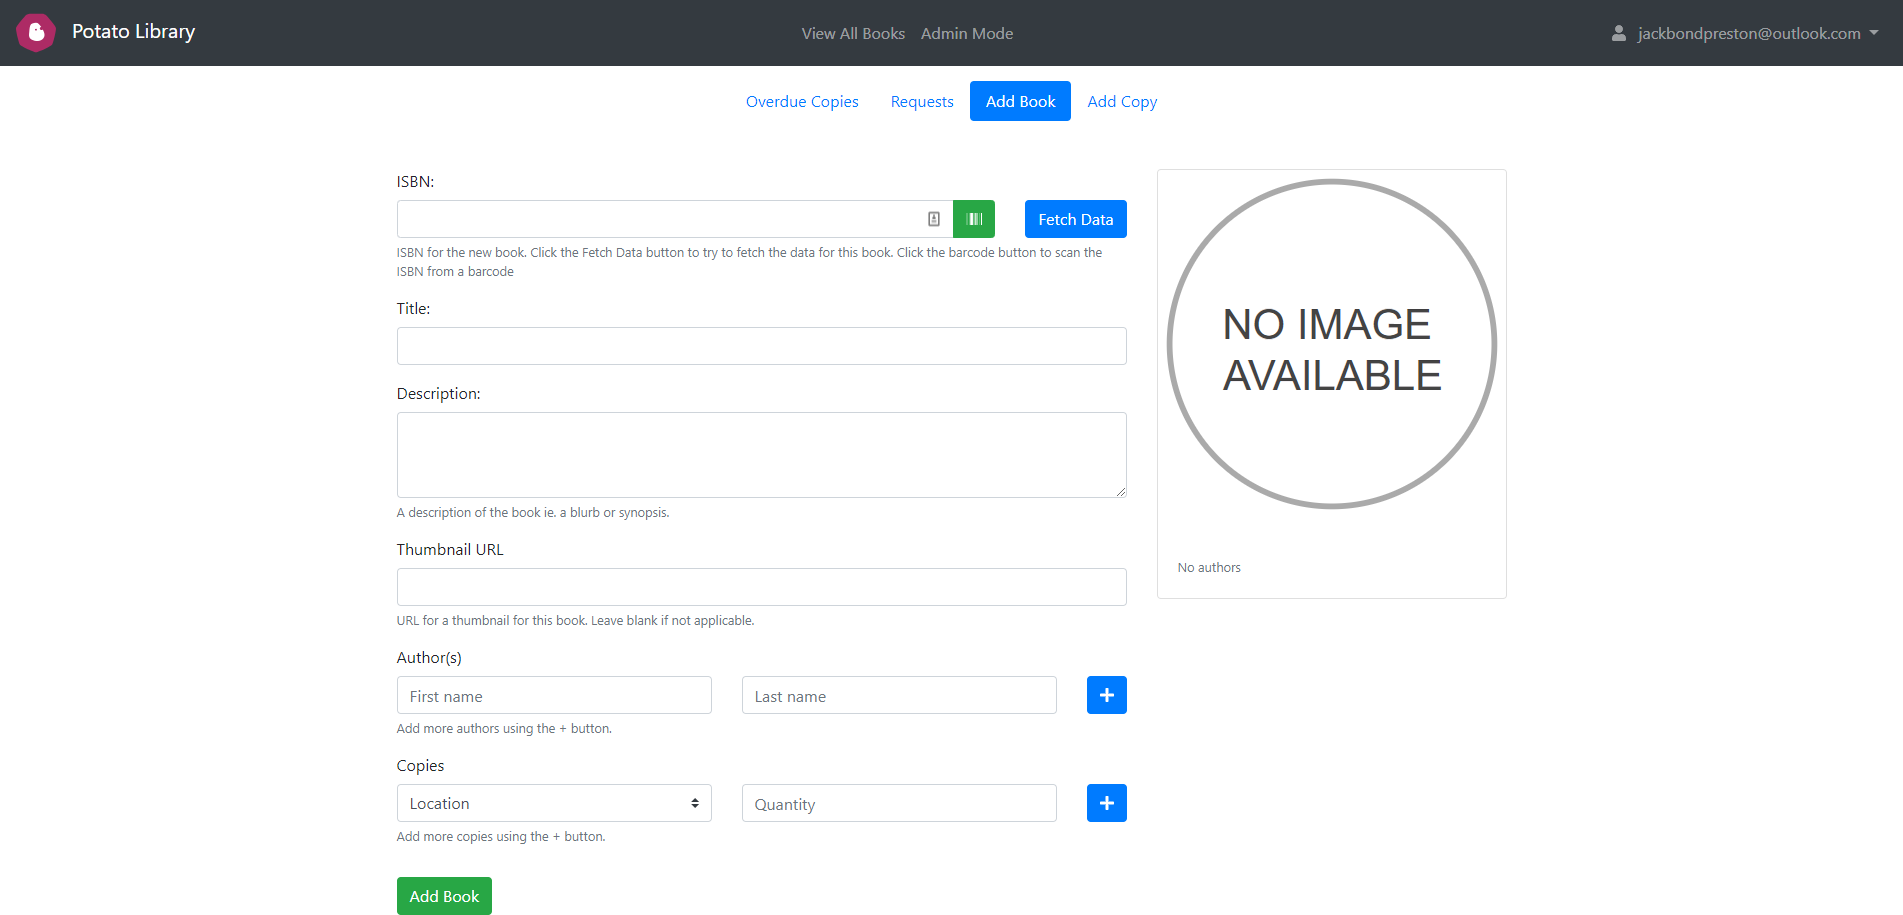 Potato Library
View All Books
Admin Mode
jackbondpreston@outlook.com
Overdue Copies
Requests
Add Book
Add Copy
ISBN:
Fetch Data
ISBN for the new book. Click the Fetch Data button to try to fetch the data for this book. Click the barcode button to scan the
ISBN from a barcode
Title:
Description:
A description of the book ie. a blurb or synopsis.
Thumbnail URL
URL for a thumbnail for this book. Leave blank if not applicable.
Author(s)
First name
Last name
Add more authors using the + button.
Copies
Location
Quantity
Add more copies using the + button.
Add Book
NO IMAGE
AVAILABLE
No authors